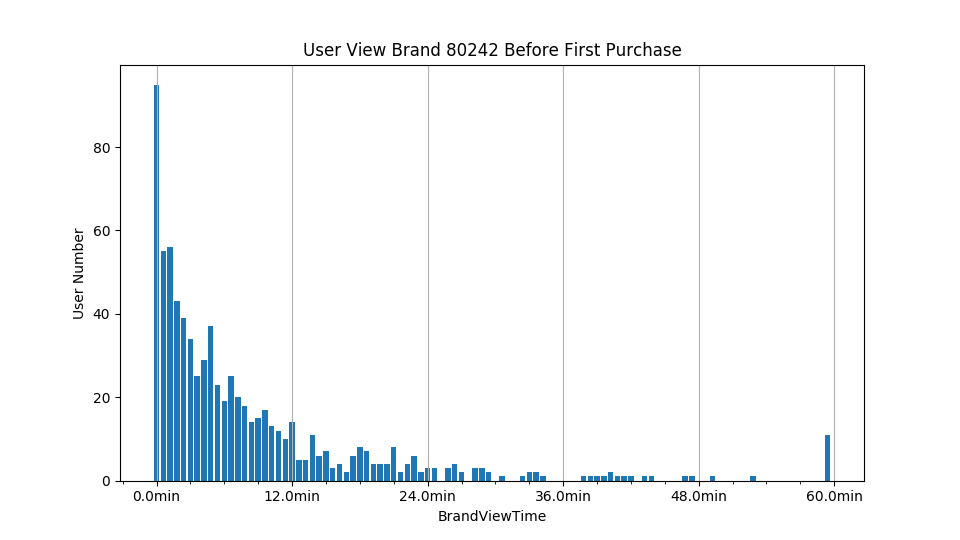 User View Brand 80242 Before First Purchase
80
60
40
20
0
User Number
0.0min 12.0min 24.0min 36.0min 48.0min 60.0min
BrandViewTime